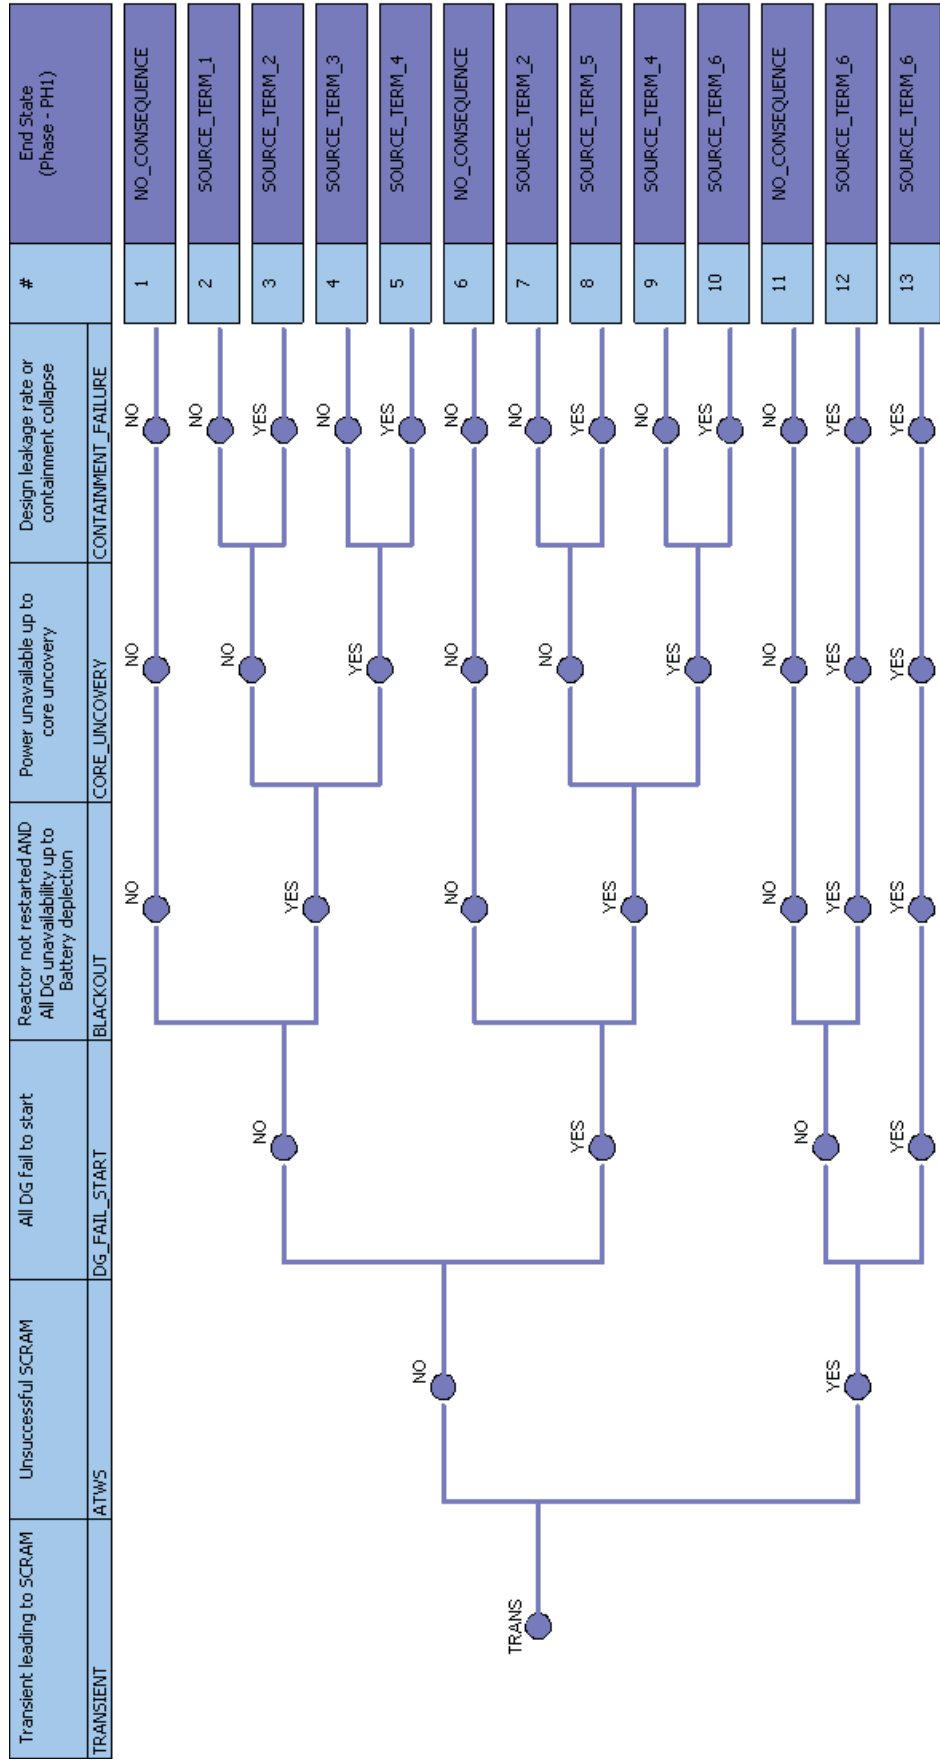 Transient leading to SCRAM
Unsuccessful SCRAM
All DG fail to start
Reactor not restarted AND
All DG unavailability up to
Battery deplection
Power unavailable up to
core uncovery
Design leakage rate or
containment collapse
#
End State
(Phase - PH1)
TRANSIENT
ATWS
DG_FAIL_START
BLACKOUT
CORE_UNCOVERY
CONTAINMENT_FAILURE
NO
NO
NO
1
NO_CONSEQUENCE
NO
2
SOURCE_TERM_1
NO
NO
YES
3
SOURCE_TERM_2
YES
NO
4
SOURCE_TERM_3
YES
YES
5
SOURCE_TERM_4
NO
NO
NO
NO
6
NO_CONSEQUENCE
TRANS
NO
7
SOURCE_TERM_2
NO
YES
YES
8
SOURCE_TERM_5
YES
NO
9
SOURCE_TERM_4
YES
YES
10
SOURCE_TERM_6
NO
NO
NO
11
NO_CONSEQUENCE
NO
YES
YES
YES
YES
12
SOURCE_TERM_6
YES
YES
YES
YES
13
SOURCE_TERM_6